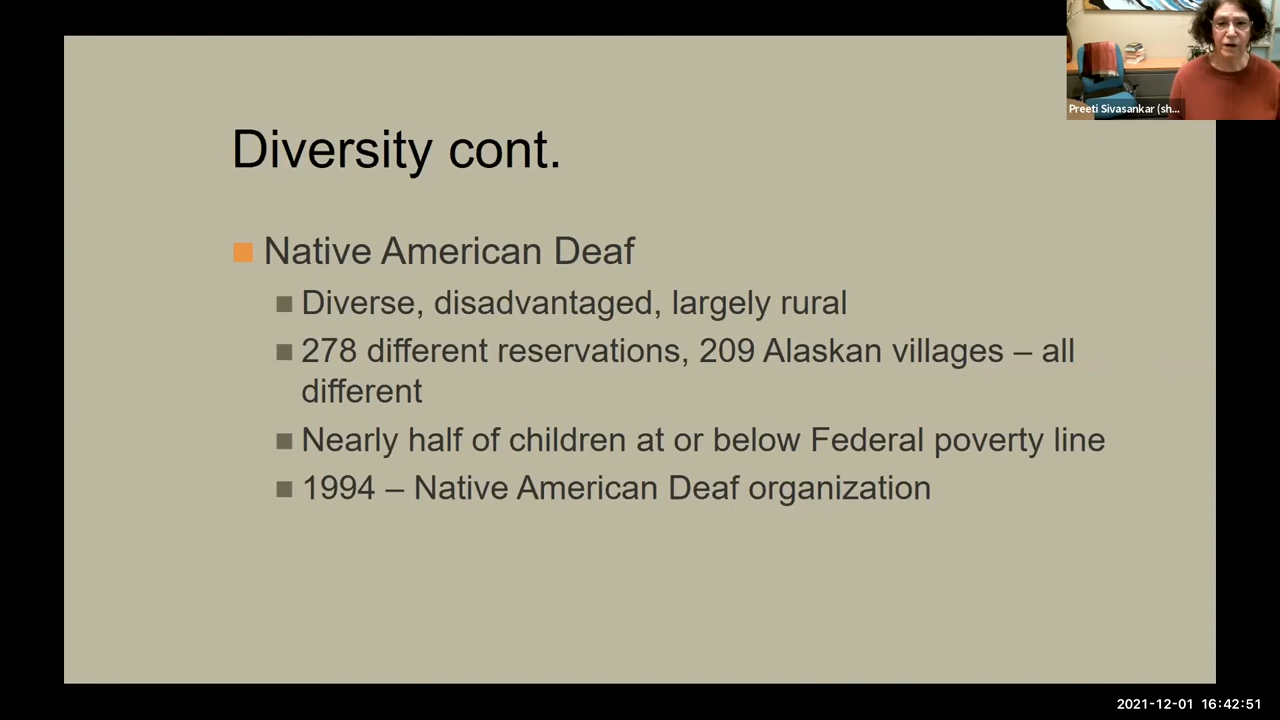 Preeti Sivasankar (sh...
Diversity cont.
Native American Deaf
Diverse, disadvantaged, largely rural
278 different reservations, 209 Alaskan villages – all
different
Nearly half of children at or below Federal poverty line
1994 – Native American Deaf organization
2021-12-01 16:42:51